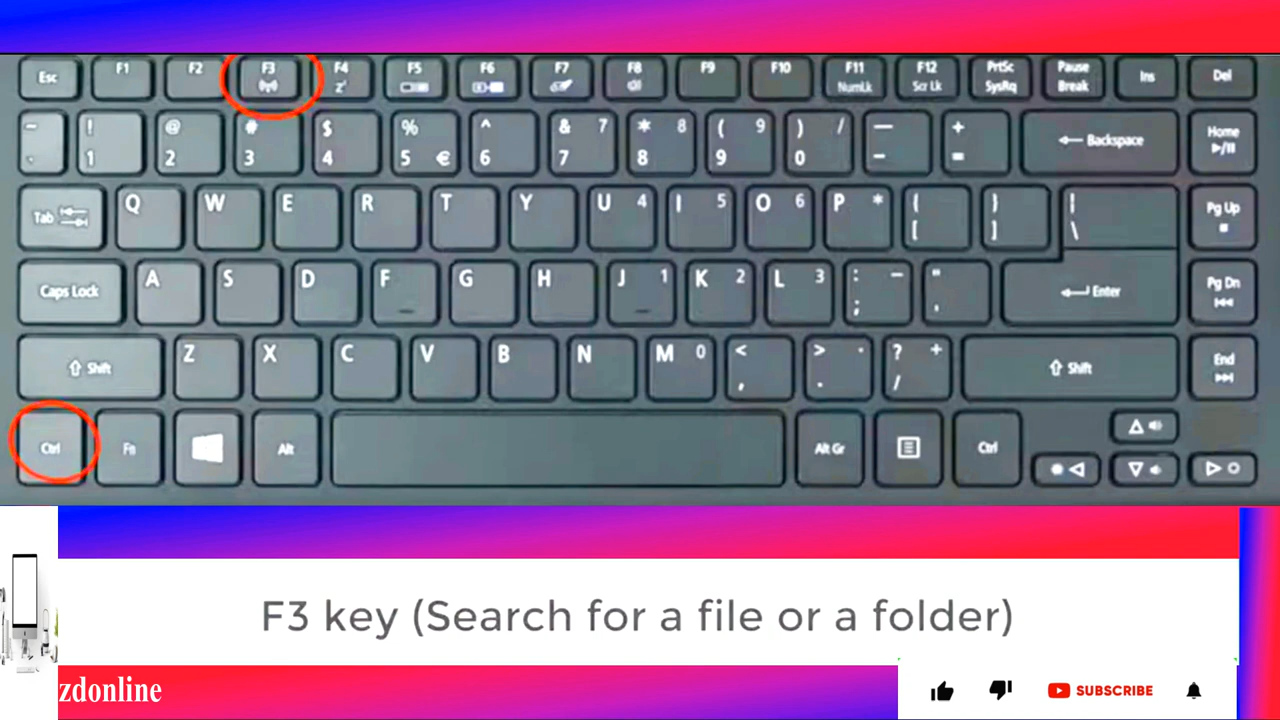 Esc F1 F2 F3 F4 F5 F6 F7 F8 F9 F10 F11 F12 PrtSc Pause Ins Del
zᶻ NumLk Scr Lk SysRq Break
~ ! @ # $ % ^ & 7 * 8 ( 9 ) / — + Backspace Home
` 1 2 3 4 5 € 6 7 8 9 0 - =
Tab Q W E R T Y U 4 I 5 O 6 P * { } | Pg Up
[ ] \
Caps Lock A S D F G H J 1 K 2 L 3 : - " Enter Pg Dn
; '
Shift Z X C V B N M 0 < > . ? + Shift End
, . /
Ctrl Fn Alt Alt Gr Ctrl
F3 key (Search for a file or a folder)
zdonline
SUBSCRIBE